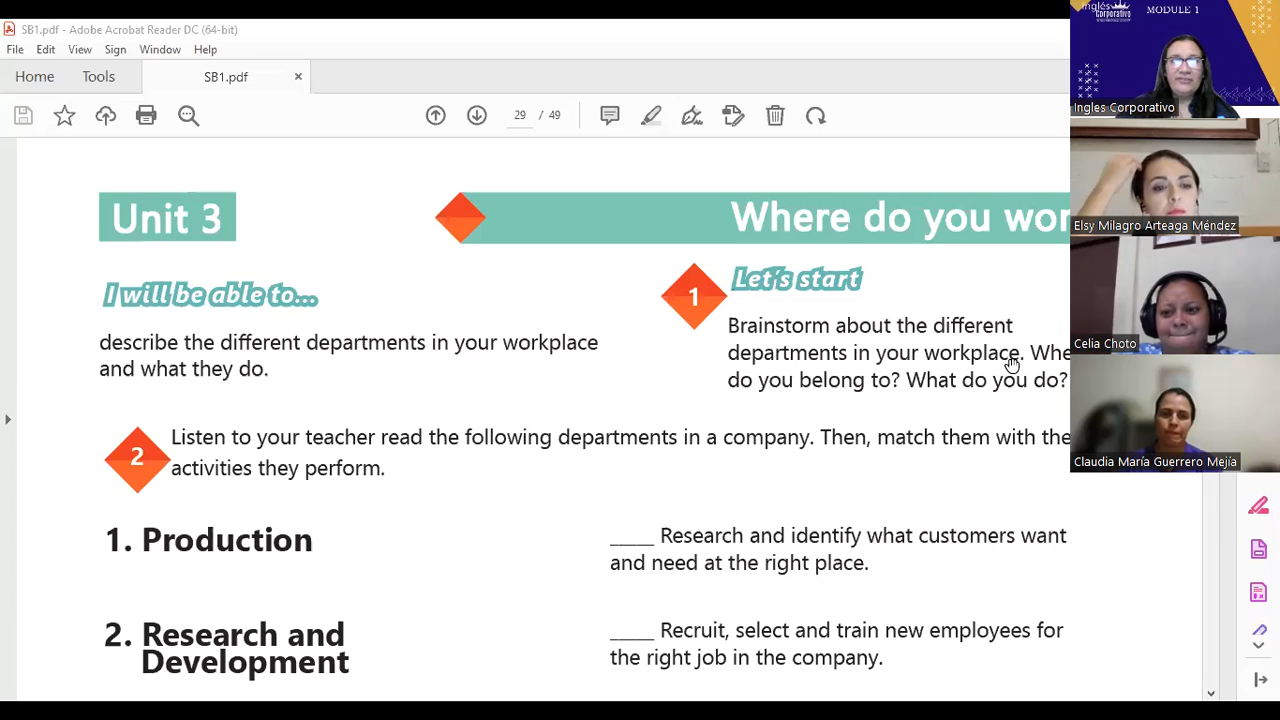 SB1.pdf - Adobe Acrobat Reader DC (64-bit)
File Edit View Sign Window Help
Home Tools SB1.pdf ×
29 / 49
Unit 3
Where do you wor
I will be able to...
describe the different departments in your workplace
and what they do.
1
Let's start
Brainstorm about the different
departments in your workplace. Whe
do you belong to? What do you do?
2
Listen to your teacher read the following departments in a company. Then, match them with the
activities they perform.
1. Production
_____ Research and identify what customers want
and need at the right place.
2. Research and
Development
_____ Recruit, select and train new employees for
the right job in the company.
Inglés
corporativo
MODULE 1
Ingles Corporativo
Elsy Milagro Arteaga Méndez
Celia Choto
Claudia María Guerrero Mejía